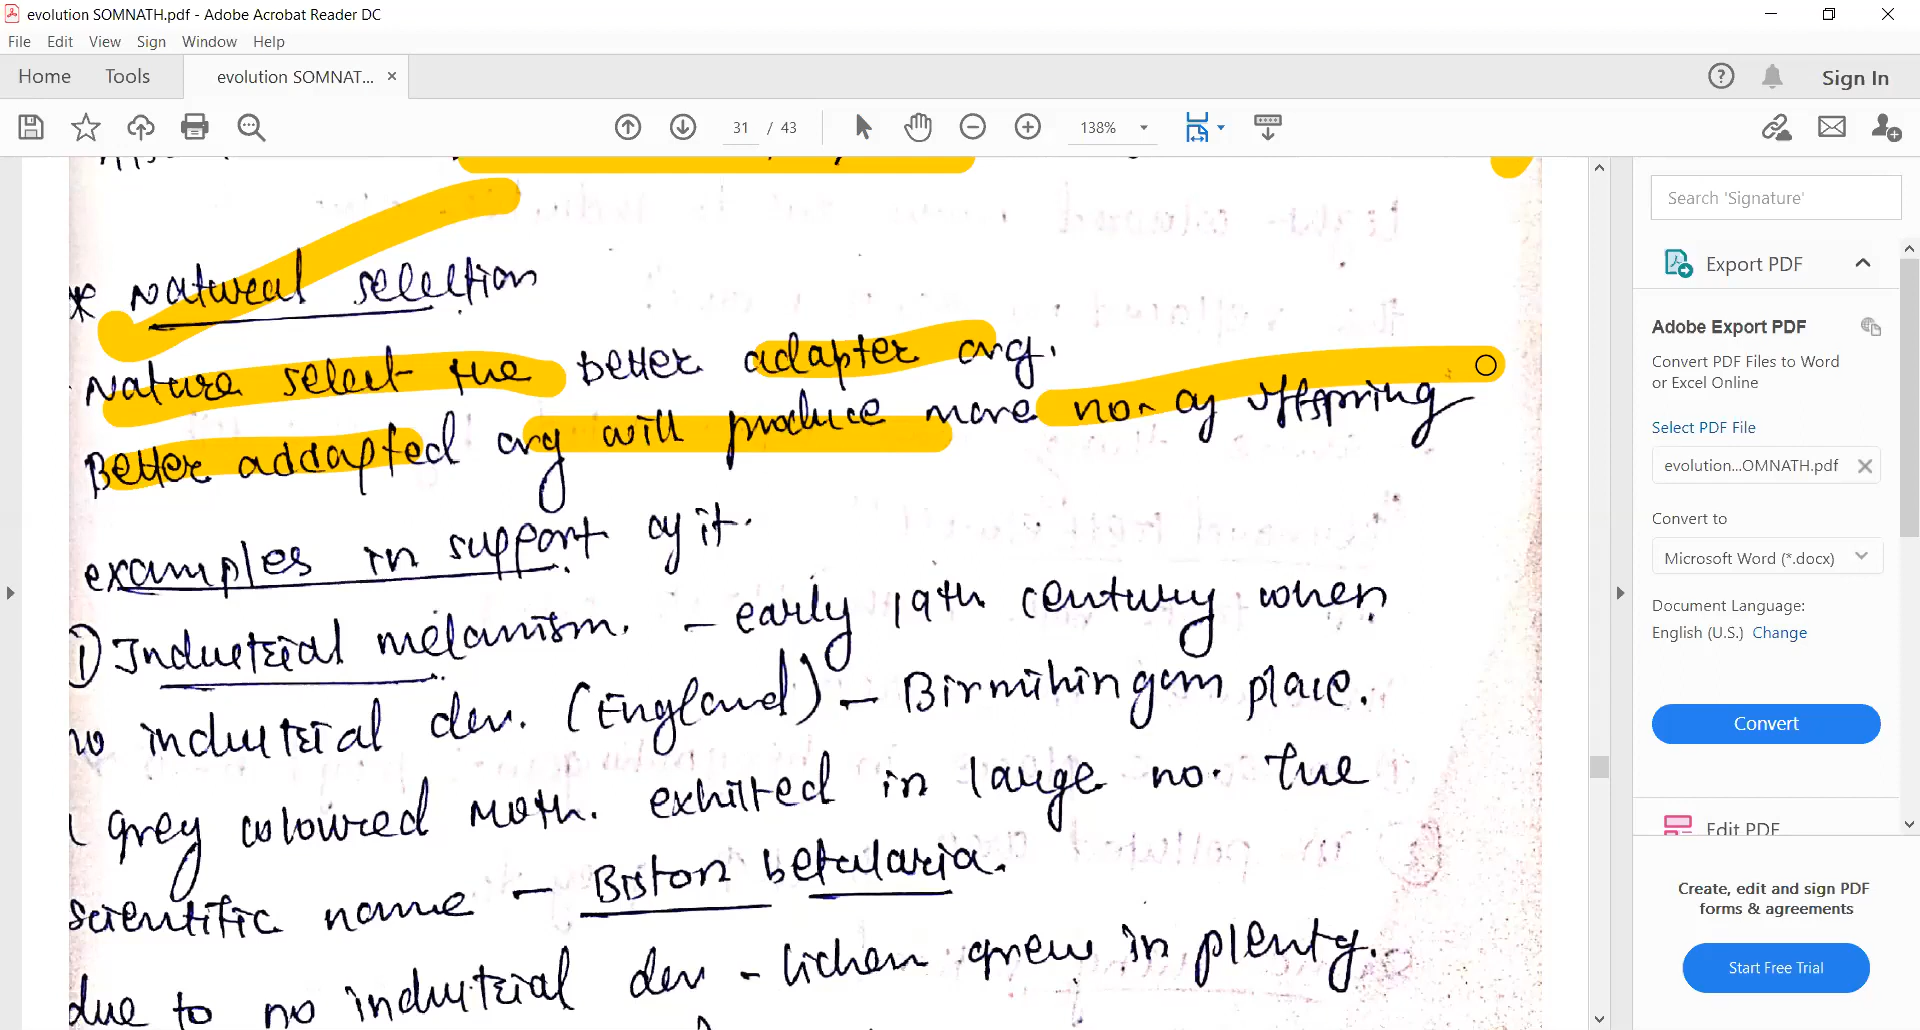 evolution SOMNATH.pdf - Adobe Acrobat Reader DC
File Edit View Sign Window Help
Home Tools evolution SOMNAT... × Sign In
31 / 43 138%
* Natural selection
Nature select the better adapter org.
Better addapted org will produce more no. of offspring
examples in support of it.
① Industrial melanism. - early 19th century when
no industrial dev. (England) - Birmihingam place.
grey coloured moth. exhilted in large no. The
scientific name - Biston betularia.
due to no industrial dev - lichen grew in plenty.
Search 'Signature'
Export PDF
Adobe Export PDF
Convert PDF Files to Word
or Excel Online
Select PDF File
evolution...OMNATH.pdf
Convert to
Microsoft Word (*.docx)
Document Language:
English (U.S.) Change
Convert
Edit PDF
Create, edit and sign PDF
forms & agreements
Start Free Trial